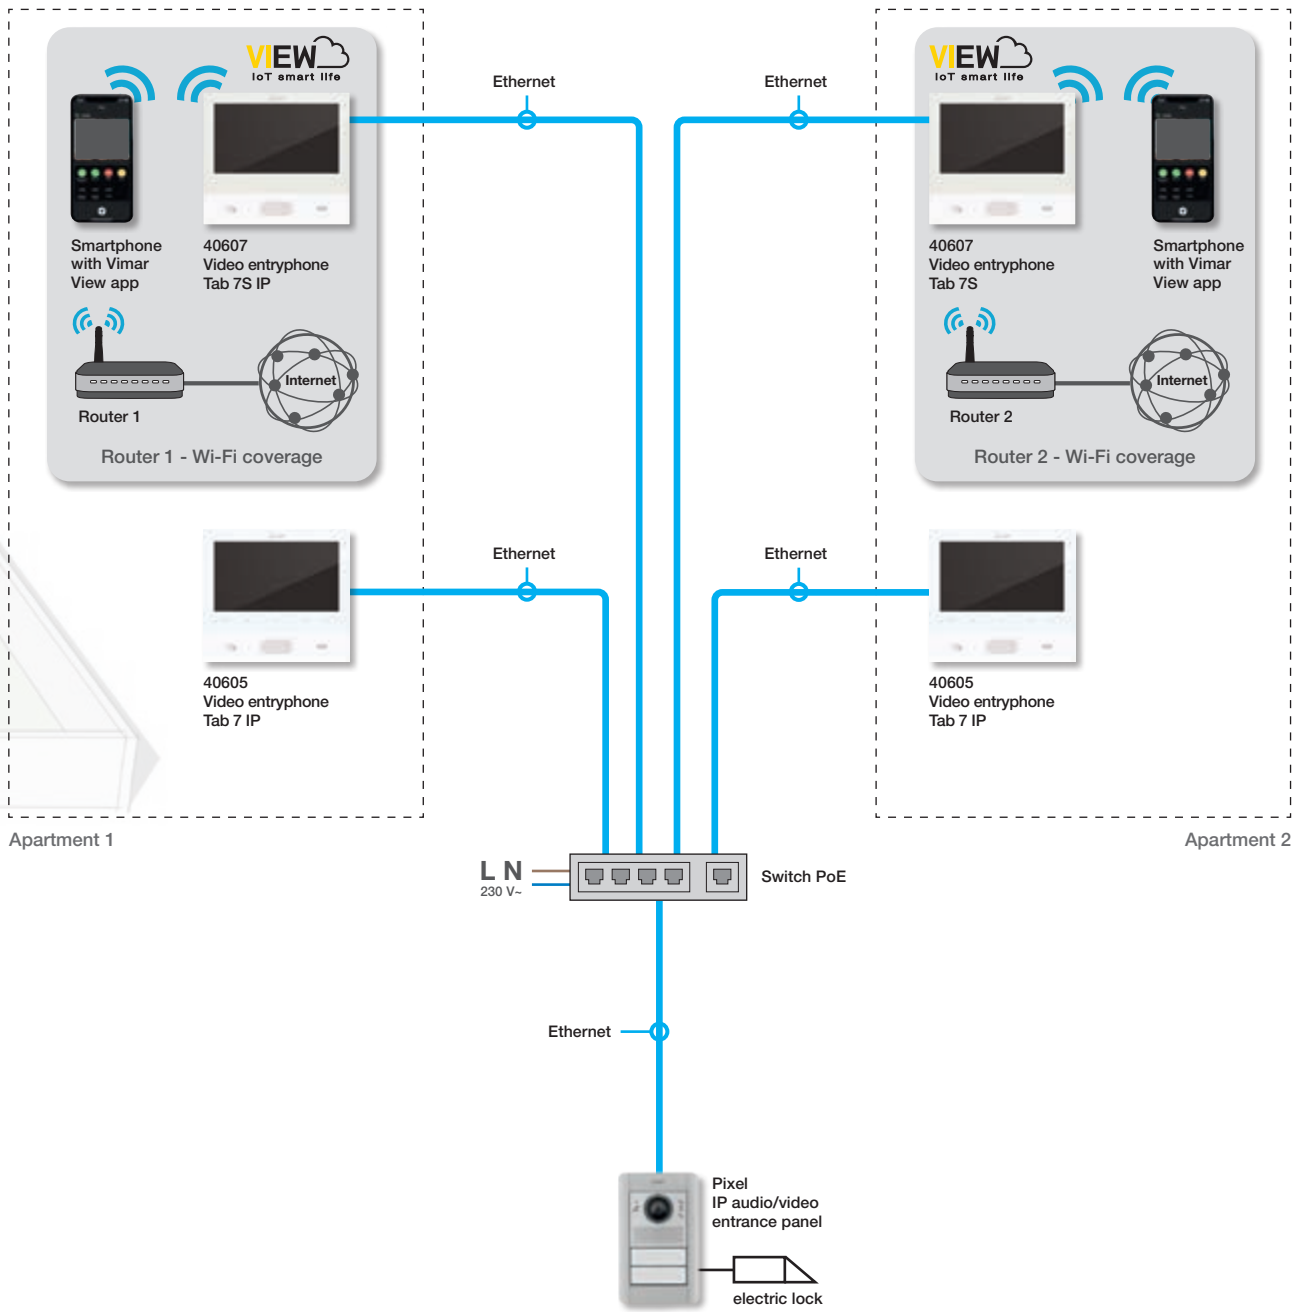 VIEW
IoT smart life
Smartphone
with Vimar
View app
40607
Video entryphone
Tab 7S IP
Router 1
Internet
Router 1 - Wi-Fi coverage
Ethernet
Ethernet
VIEW
IoT smart life
40607
Video entryphone
Tab 7S
Smartphone
with Vimar
View app
Router 2
Internet
Router 2 - Wi-Fi coverage
40605
Video entryphone
Tab 7 IP
Ethernet
Ethernet
40605
Video entryphone
Tab 7 IP
Apartment 1
Apartment 2
L N
230 V~
Switch PoE
Ethernet
Pixel
IP audio/video
entrance panel
electric lock